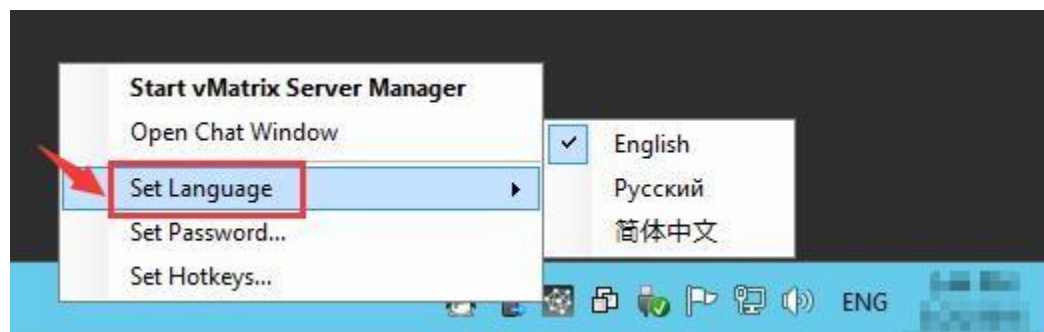 Start vMatrix Server Manager
Open Chat Window
Set Language
Set Password...
Set Hotkeys...
English
Русский
简体中文
ENG